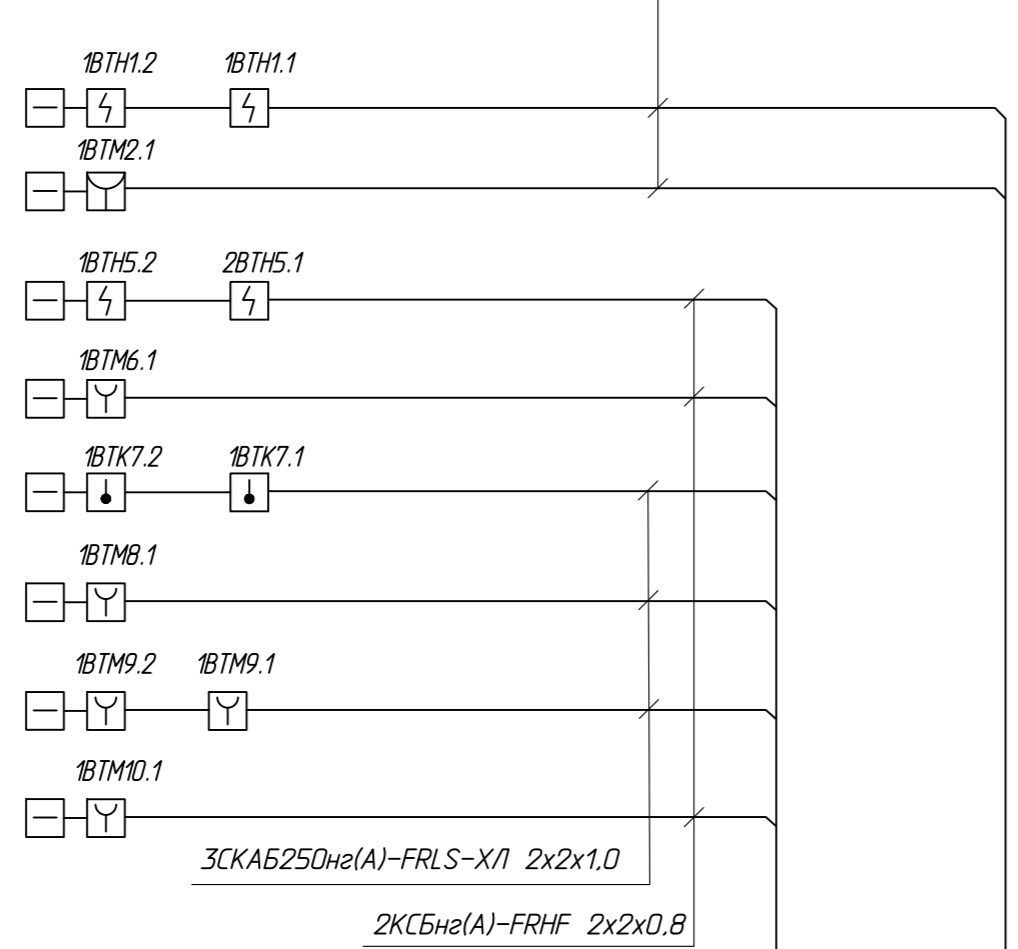 1BTH1.2 1BTH1.1
1BTM2.1
1BTH5.2 2BTH5.1
1BTM6.1
1BTK7.2 1BTK7.1
1BTM8.1
1BTM9.2 1BTM9.1
1BTM10.1
3СКАБ250нг(А)-FRLS-ХЛ 2х2х1,0
2КСБнг(А)-FRHF 2х2х0,8